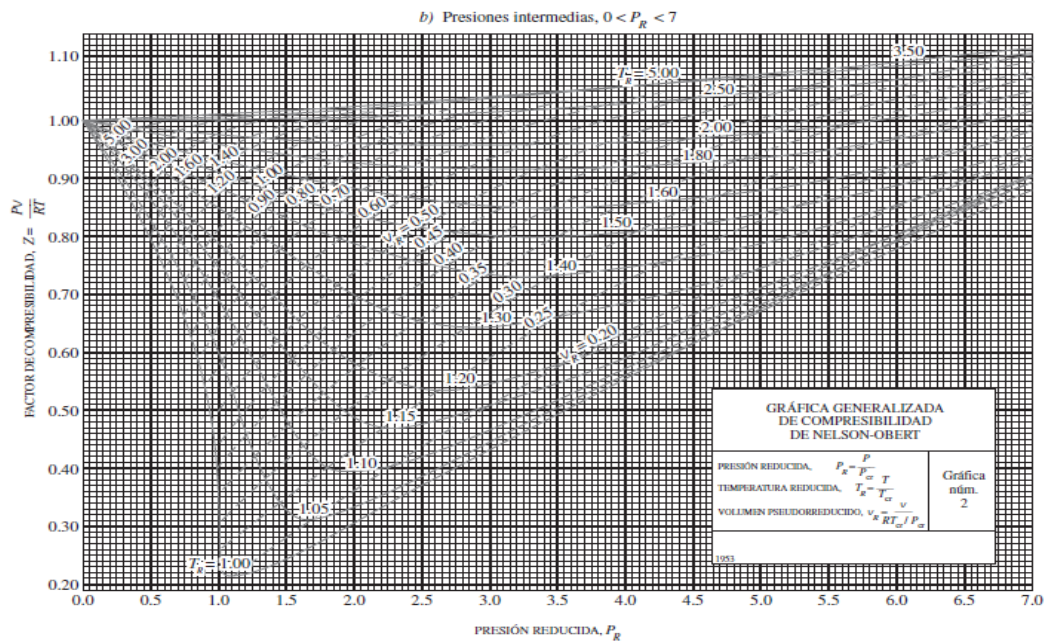 b) Presiones intermedias, 0 < P_R < 7
FACTOR DE COMPRESIBILIDAD, Z = Pv/RT
1.10
1.00
0.90
0.80
0.70
0.60
0.50
0.40
0.30
0.20
T_R = 5.00
3.50
2.50
2.00
1.80
1.60
1.50
1.40
1.30
1.20
1.15
1.10
1.05
T_R = 1.00
5.00
3.00
2.00
1.60
1.40
1.20
1.00
0.90
0.80
0.70
0.60
v_R = 0.50
0.45
0.40
0.35
0.30
0.25
v_R = 0.20
GRÁFICA GENERALIZADA
DE COMPRESIBILIDAD
DE NELSON-OBERT
PRESIÓN REDUCIDA, P_R = P/P_cr
TEMPERATURA REDUCIDA, T_R = T/T_cr
VOLUMEN PSEUDORREDUCIDO, v_R = v/(RT_cr / P_cr)
Gráfica
núm.
2
1953
0.0 0.5 1.0 1.5 2.0 2.5 3.0 3.5 4.0 4.5 5.0 5.5 6.0 6.5 7.0
PRESIÓN REDUCIDA, P_R